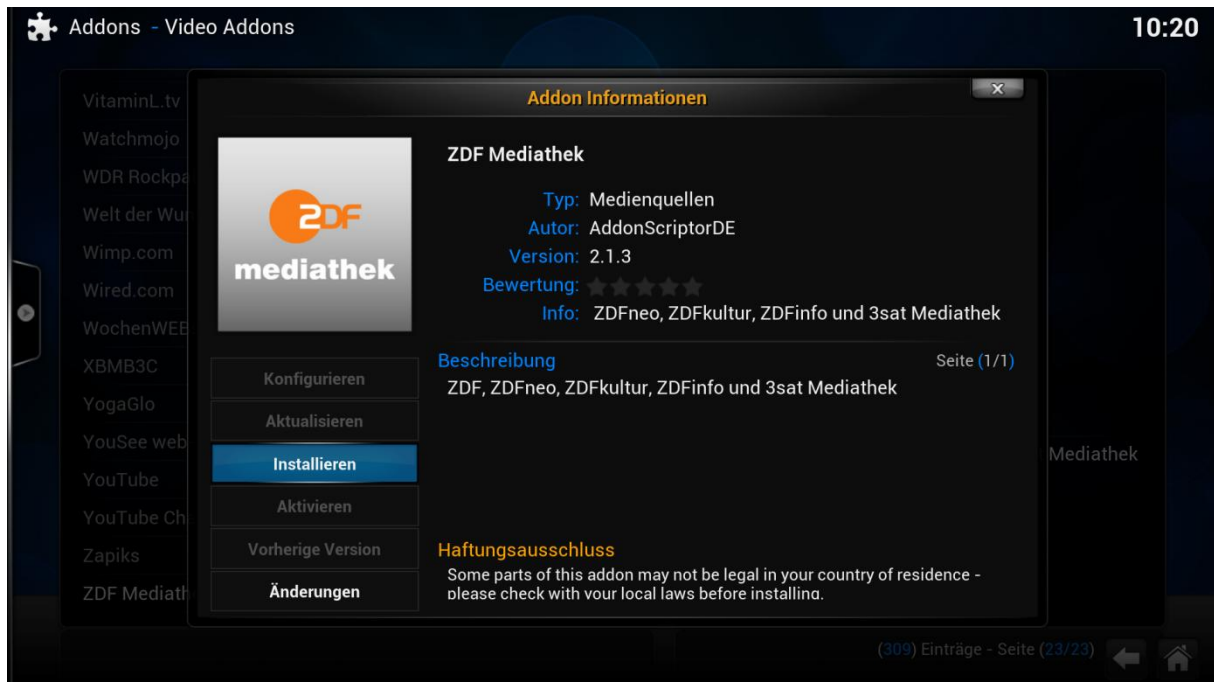 Addons - Video Addons
10:20
Addon Informationen
x
VitaminL.tv
Watchmojo
WDR Rockpa
Welt der Wu
Wimp.com
Wired.com
WochenWEE
XBMB3C
YogaGlo
YouSee web
YouTube
YouTube Ch
Zapiks
ZDF Mediath
ZDF
mediathek
Konfigurieren
Aktualisieren
Installieren
Aktivieren
Vorherige Version
Änderungen
ZDF Mediathek
Typ: Medienquellen
Autor: AddonScriptorDE
Version: 2.1.3
Bewertung:
Info: ZDFneo, ZDFkultur, ZDFinfo und 3sat Mediathek
Beschreibung
Seite (1/1)
ZDF, ZDFneo, ZDFkultur, ZDFinfo und 3sat Mediathek
Haftungsausschluss
Some parts of this addon may not be legal in your country of residence -
please check with your local laws before installing.
Mediathek
(309) Einträge - Seite (23/23)